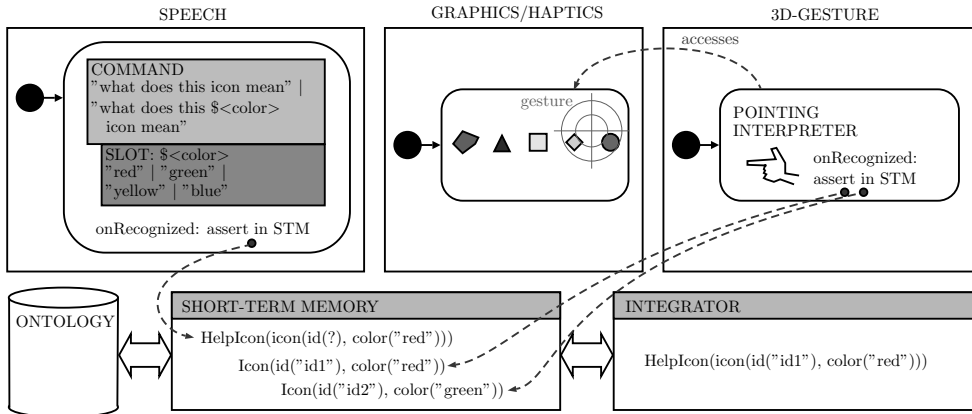 SPEECH
GRAPHICS/HAPTICS
3D-GESTURE
COMMAND
"what does this icon mean" |
"what does this $<color>
icon mean"
SLOT: $<color>
"red" | "green" |
"yellow" | "blue"
onRecognized: assert in STM
gesture
accesses
POINTING
INTERPRETER
onRecognized:
assert in STM
ONTOLOGY
SHORT-TERM MEMORY
HelpIcon(icon(id(?), color("red")))
Icon(id("id1"), color("red"))
Icon(id("id2"), color("green"))
INTEGRATOR
HelpIcon(icon(id("id1"), color("red")))